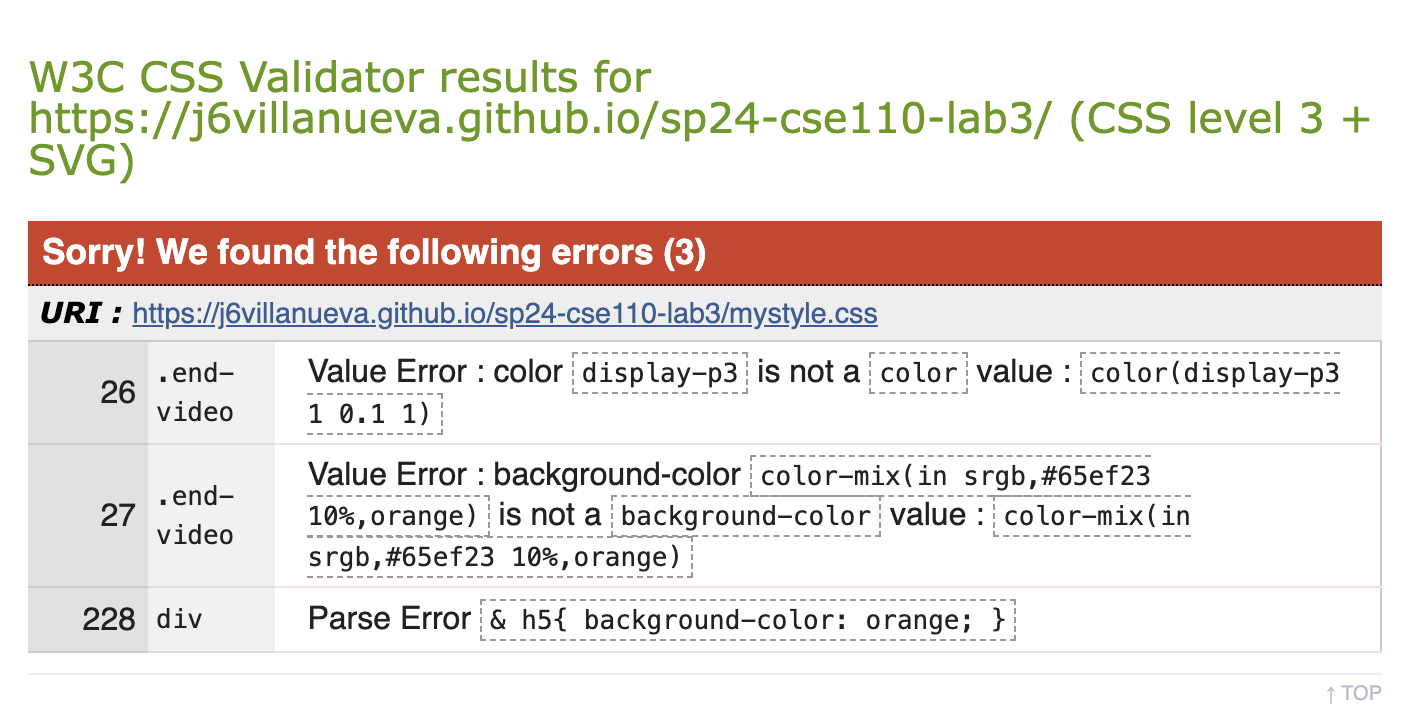 W3C CSS Validator results for
https://j6villanueva.github.io/sp24-cse110-lab3/ (CSS level 3 +
SVG)
Sorry! We found the following errors (3)
URI : https://j6villanueva.github.io/sp24-cse110-lab3/mystyle.css
26 .end-video Value Error : color display-p3 is not a color value : color(display-p3
1 0.1 1)
27 .end-video Value Error : background-color color-mix(in srgb,#65ef23
10%,orange) is not a background-color value : color-mix(in
srgb,#65ef23 10%,orange)
228 div Parse Error & h5{ background-color: orange; }
↑ TOP